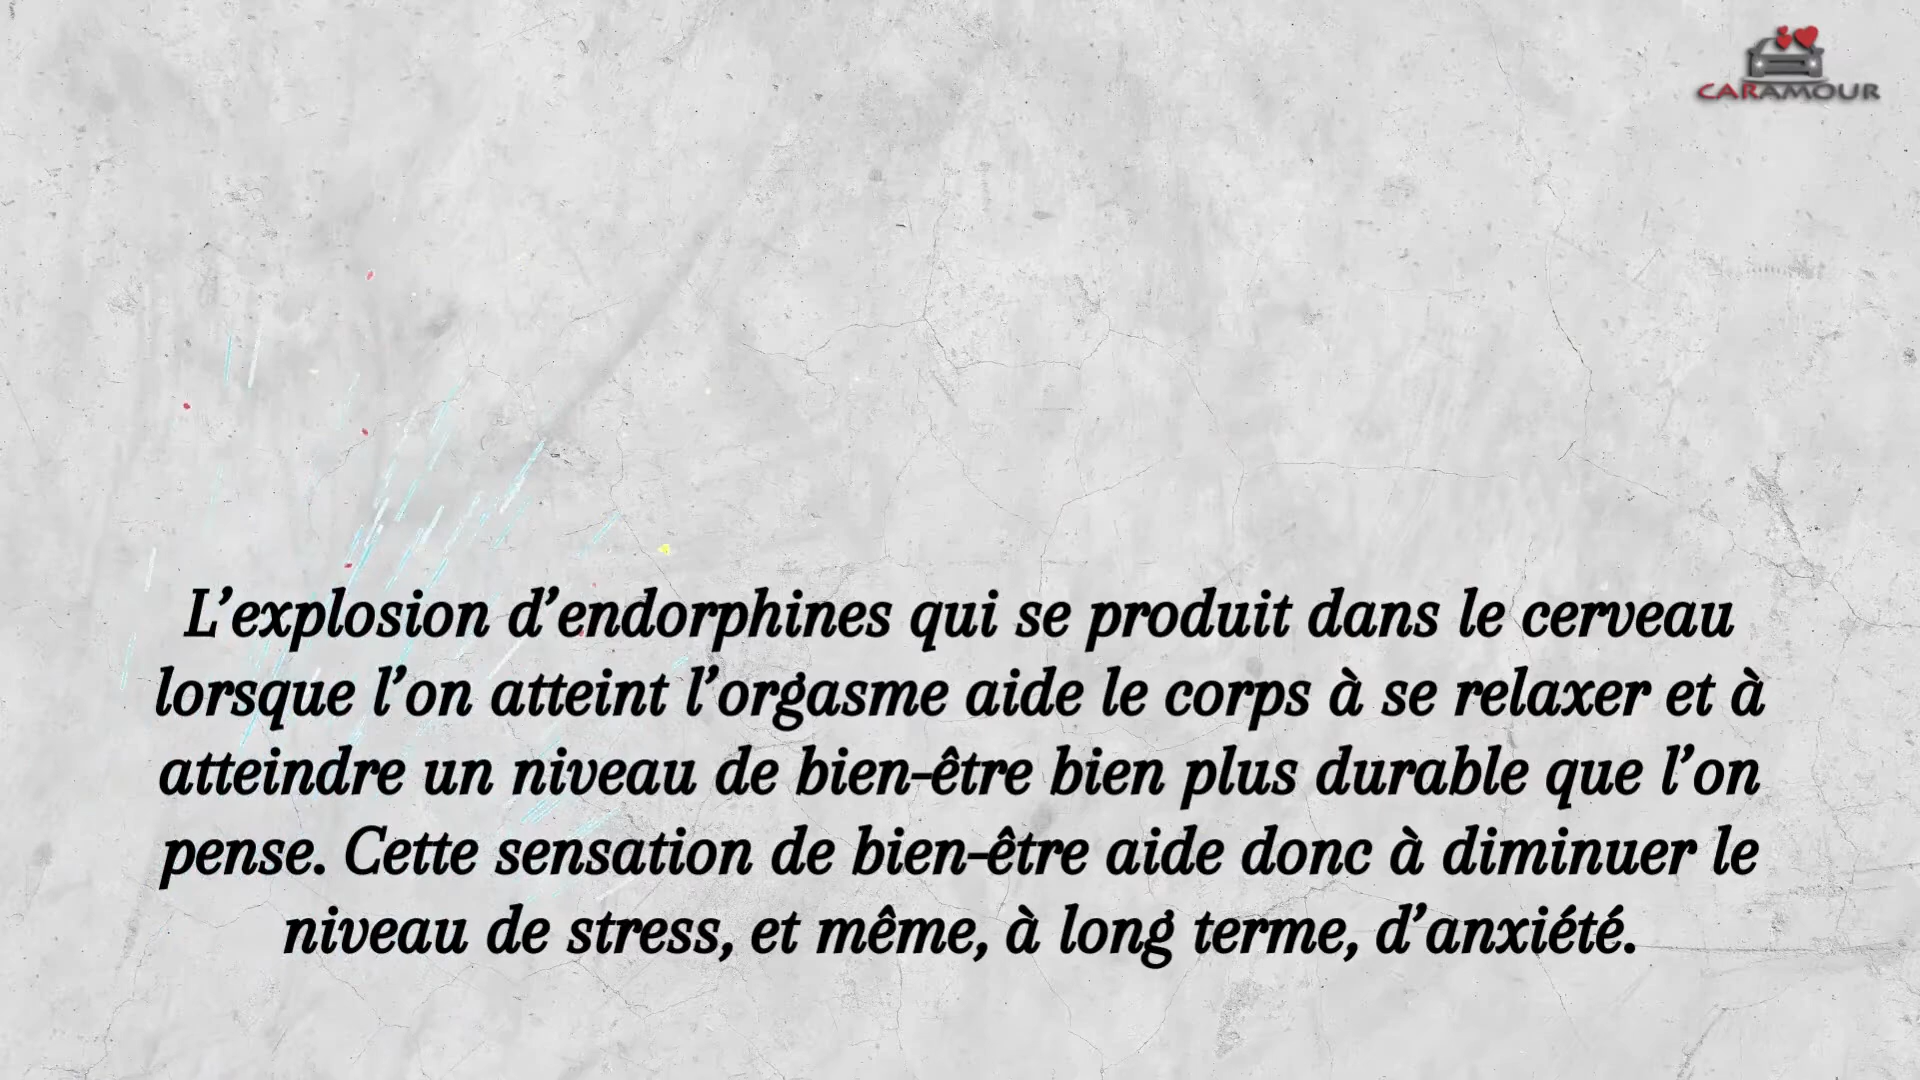 CARAMOUR
L’explosion d’endorphines qui se produit dans le cerveau
lorsque l’on atteint l’orgasme aide le corps à se relaxer et à
atteindre un niveau de bien-être bien plus durable que l’on
pense. Cette sensation de bien-être aide donc à diminuer le
niveau de stress, et même, à long terme, d’anxiété.